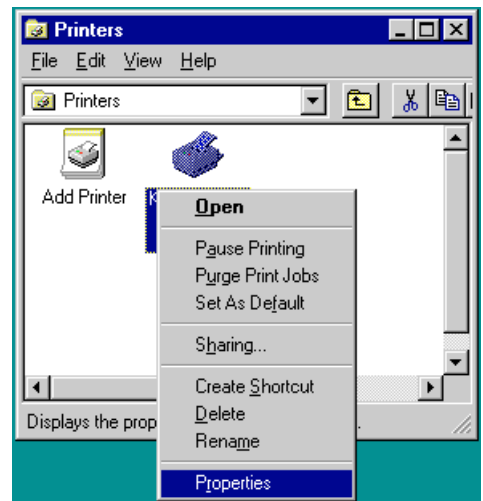 Printers
File Edit View Help
Printers
Add Printer
Open
Pause Printing
Purge Print Jobs
Set As Default
Sharing...
Create Shortcut
Delete
Rename
Properties
Displays the prop